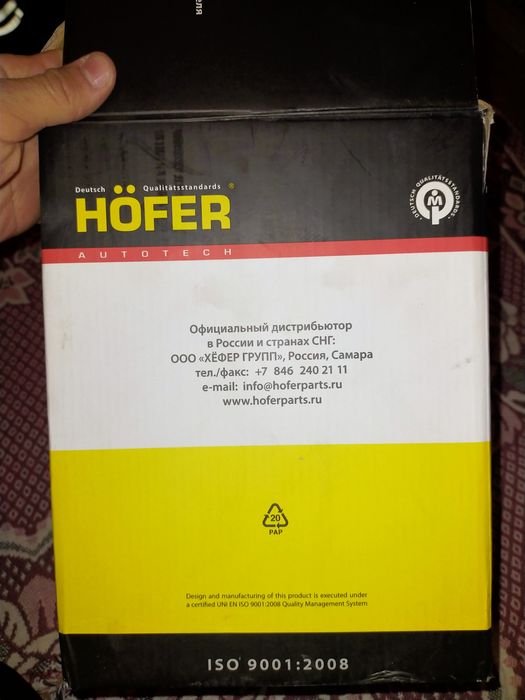 Deutsch Qualitätsstandards ®
HÖFER
AUTOTECH
• DEUTSCH QUALITÄTSSTANDARDS •
M
Официальный дистрибьютор
в России и странах СНГ:
ООО «ХЁФЕР ГРУПП», Россия, Самара
тел./факс: +7 846 240 21 11
e-mail: info@hoferparts.ru
www.hoferparts.ru
20
PAP
Design and manufacturing of this product is executed under
a certified UNI EN ISO 9001:2008 Quality Management System
ISO 9001:2008